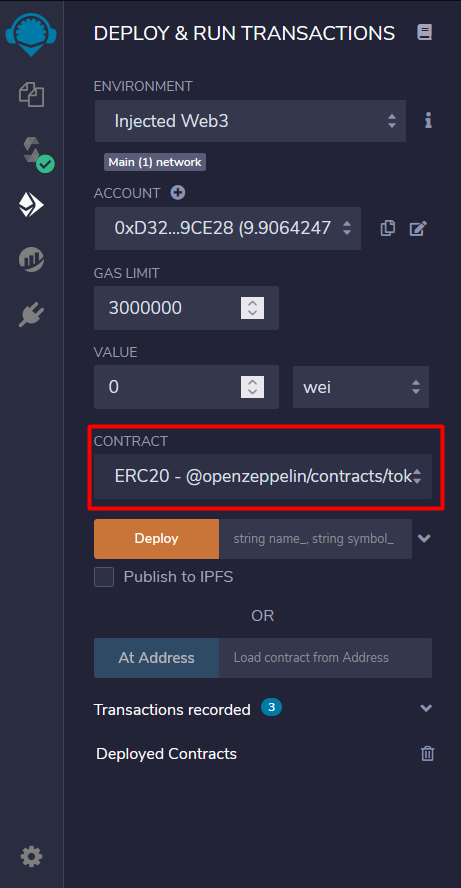 DEPLOY & RUN TRANSACTIONS
ENVIRONMENT
Injected Web3
Main (1) network
ACCOUNT
0xD32...9CE28 (9.9064247
GAS LIMIT
3000000
VALUE
0 wei
CONTRACT
ERC20 - @openzeppelin/contracts/tok
Deploy string name_, string symbol_
Publish to IPFS
OR
At Address Load contract from Address
Transactions recorded 3
Deployed Contracts